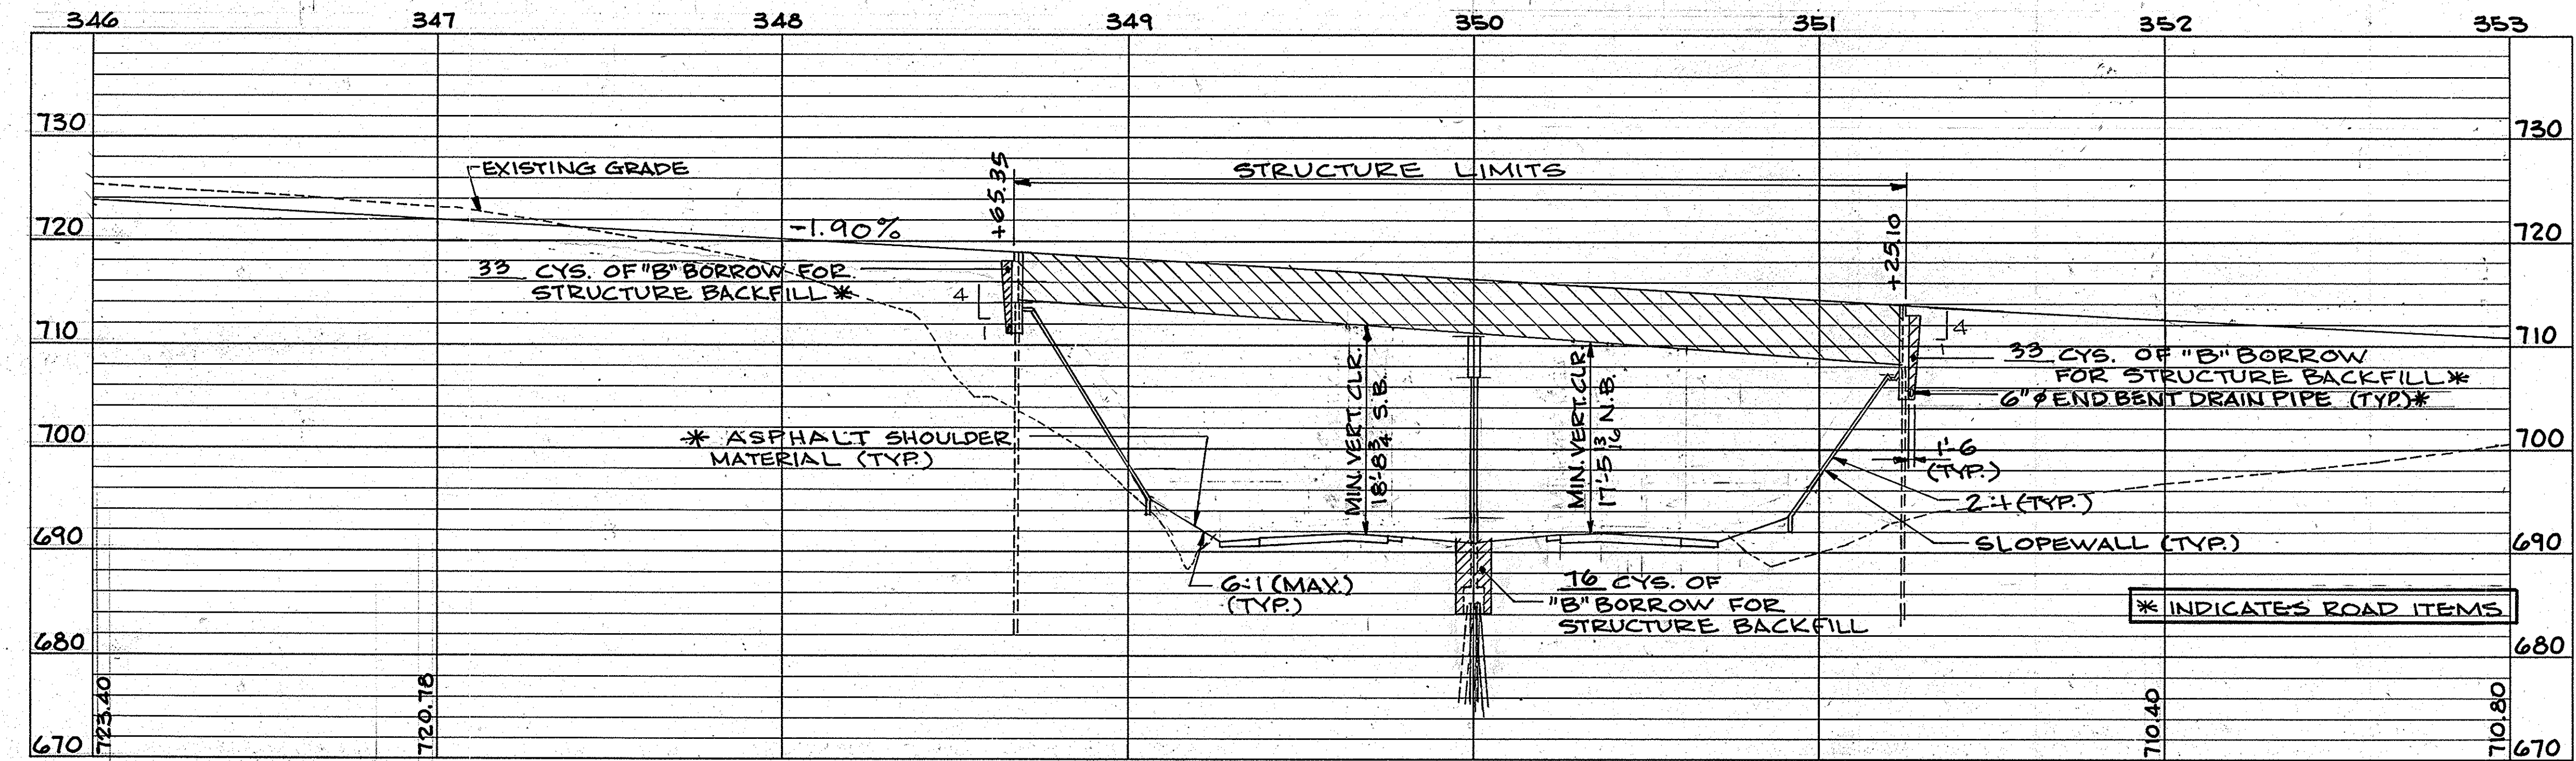 346 347 348 349 350 351 352 353
730 730
EXISTING GRADE
+65.35
STRUCTURE LIMITS
720 720
-1.90%
+25.10
33 CYS. OF "B" BORROW FOR
STRUCTURE BACKFILL *
4
1
4
1
710 710
33 CYS. OF "B" BORROW
FOR STRUCTURE BACKFILL *
6" ø END BENT DRAIN PIPE (TYP.) *
MIN. VERT. CLR.
18'-8 3/4 S.B.
MIN. VERT. CLR.
17'-5 3/16 N.B.
700 700
* ASPHALT SHOULDER
MATERIAL (TYP.)
1'-6
(TYP.)
2:1 (TYP.)
690 690
SLOPEWALL (TYP.)
6:1 (MAX.)
(TYP.)
76 CYS. OF
"B" BORROW FOR
STRUCTURE BACKFILL
* INDICATES ROAD ITEMS
680 680
723.40
720.78
710.40
710.80
670 670